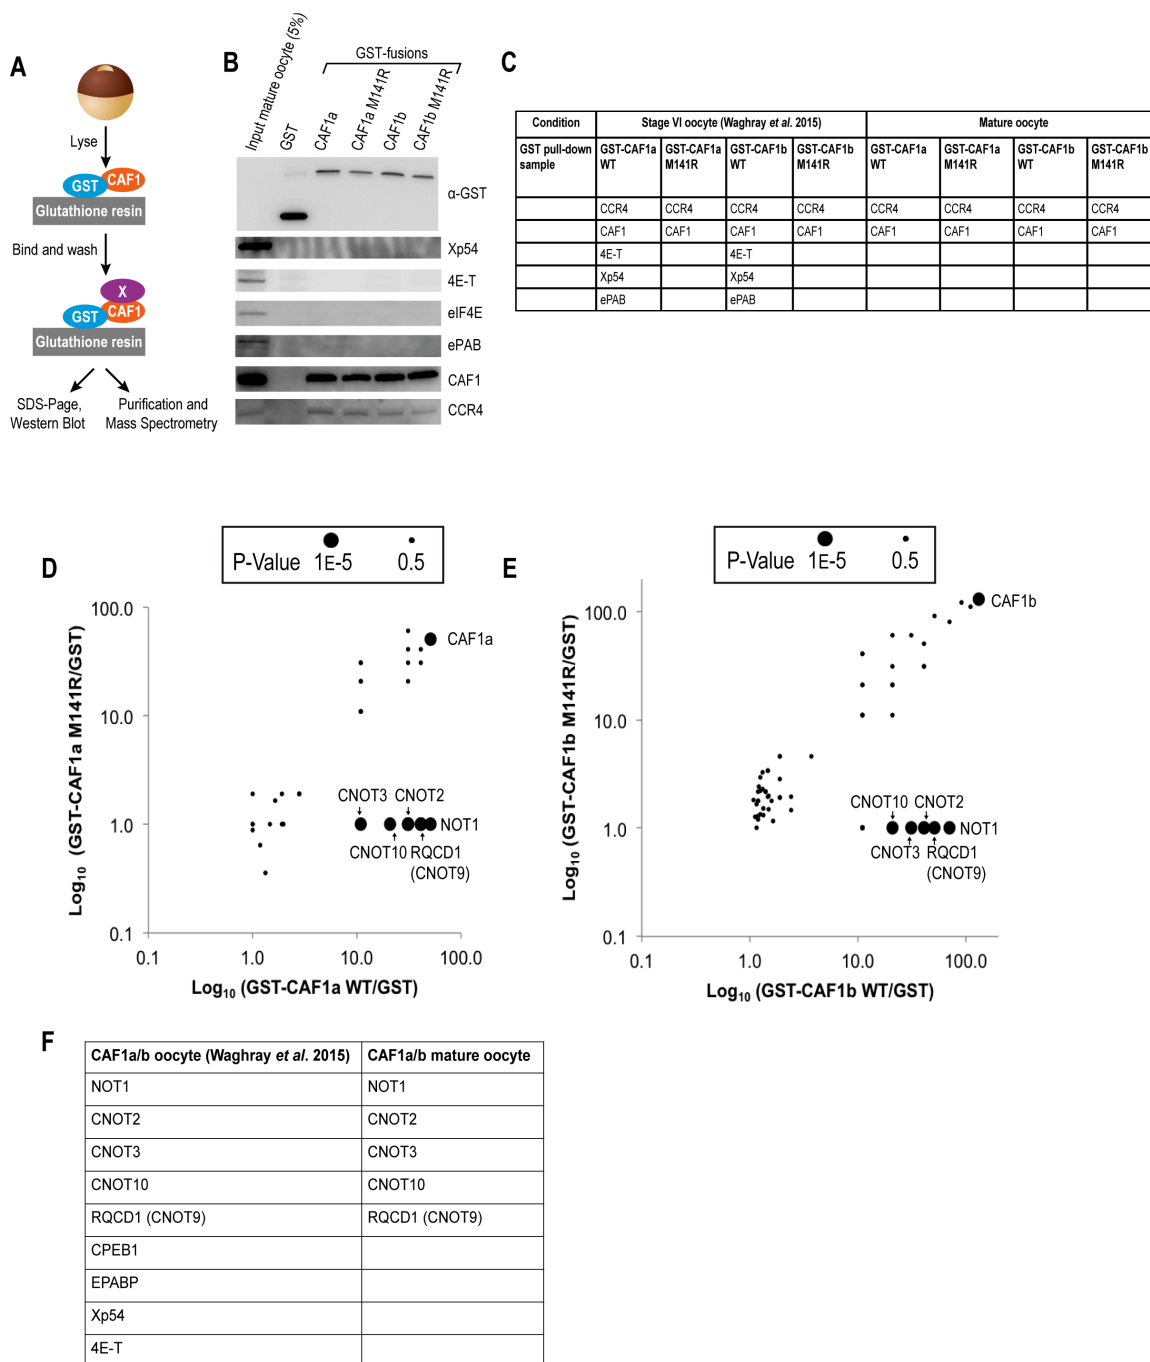 A
Lyse
GST
CAF1
Glutathione resin
Bind and wash
X
GST
CAF1
Glutathione resin
SDS-Page,
Western Blot
Purification and
Mass Spectrometry
B
GST-fusions
Input mature oocyte (5%)
GST
CAF1a
CAF1a M141R
CAF1b
CAF1b M141R
α-GST
Xp54
4E-T
eIF4E
ePAB
CAF1
CCR4
C
Condition
Stage VI oocyte (Waghray et al. 2015)
Mature oocyte
GST pull-down sample
GST-CAF1a WT
GST-CAF1a M141R
GST-CAF1b WT
GST-CAF1b M141R
GST-CAF1a WT
GST-CAF1a M141R
GST-CAF1b WT
GST-CAF1b M141R
CCR4 CCR4 CCR4 CCR4 CCR4 CCR4 CCR4 CCR4
CAF1 CAF1 CAF1 CAF1 CAF1 CAF1 CAF1 CAF1
4E-T 4E-T
Xp54 Xp54
ePAB ePAB
D
P-Value 1E-5 0.5
Log10 (GST-CAF1a M141R/GST)
100.0
10.0
1.0
0.1
CAF1a
CNOT3
CNOT2
NOT1
CNOT10
RQCD1
(CNOT9)
0.1 1.0 10.0 100.0
Log10 (GST-CAF1a WT/GST)
E
P-Value 1E-5 0.5
Log10 (GST-CAF1b M141R/GST)
100.0
10.0
1.0
0.1
CAF1b
CNOT10
CNOT2
NOT1
CNOT3
RQCD1
(CNOT9)
0.1 1.0 10.0 100.0
Log10 (GST-CAF1b WT/GST)
F
CAF1a/b oocyte (Waghray et al. 2015) CAF1a/b mature oocyte
NOT1 NOT1
CNOT2 CNOT2
CNOT3 CNOT3
CNOT10 CNOT10
RQCD1 (CNOT9) RQCD1 (CNOT9)
CPEB1
EPABP
Xp54
4E-T